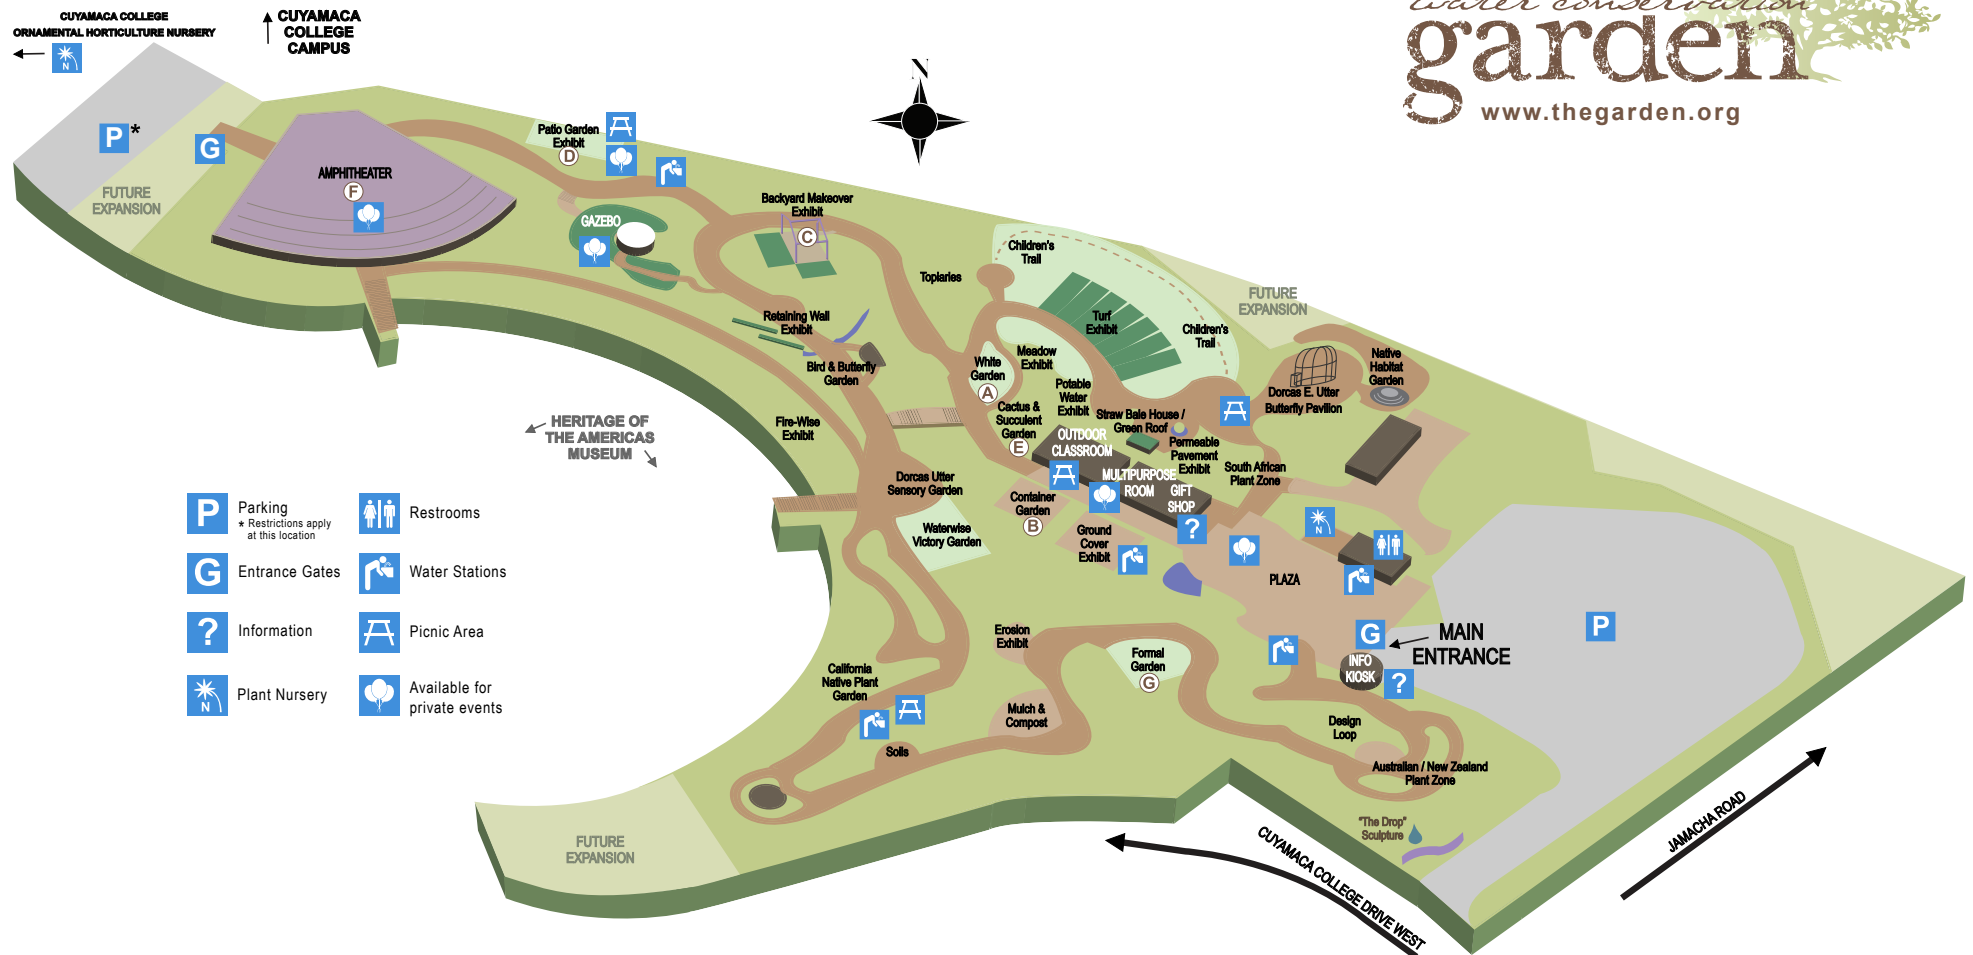 CUYAMACA COLLEGE
ORNAMENTAL HORTICULTURE NURSERY
N
CUYAMACA
COLLEGE
CAMPUS
N
water conservation
garden
www.thegarden.org
P*
G
FUTURE
EXPANSION
AMPHITHEATER
F
Patio Garden
Exhibit
D
GAZEBO
Backyard Makeover
Exhibit
C
Topiaries
Children's
Trail
Turf
Exhibit
Children's
Trail
FUTURE
EXPANSION
Retaining Wall
Exhibit
Bird & Butterfly
Garden
White
Garden
A
Meadow
Exhibit
Potable
Water
Exhibit
Native
Habitat
Garden
Dorcas E. Utter
Butterfly Pavilion
Fire-Wise
Exhibit
Cactus &
Succulent
Garden
E
Straw Bale House /
Green Roof
OUTDOOR
CLASSROOM
Permeable
Pavement
Exhibit
South African
Plant Zone
MULTIPURPOSE
ROOM
GIFT
SHOP
?
HERITAGE OF
THE AMERICAS
MUSEUM
Dorcas Utter
Sensory Garden
Container
Garden
B
Waterwise
Victory Garden
Ground
Cover
Exhibit
N
PLAZA
P
Parking
* Restrictions apply
at this location
Restrooms
G
Entrance Gates
Water Stations
?
Information
Picnic Area
N
Plant Nursery
Available for
private events
Erosion
Exhibit
Formal
Garden
G
G
MAIN
ENTRANCE
P
INFO
KIOSK
?
California
Native Plant
Garden
Mulch &
Compost
Soils
Design
Loop
Australian / New Zealand
Plant Zone
"The Drop"
Sculpture
FUTURE
EXPANSION
CUYAMACA COLLEGE DRIVE WEST
JAMACHA ROAD